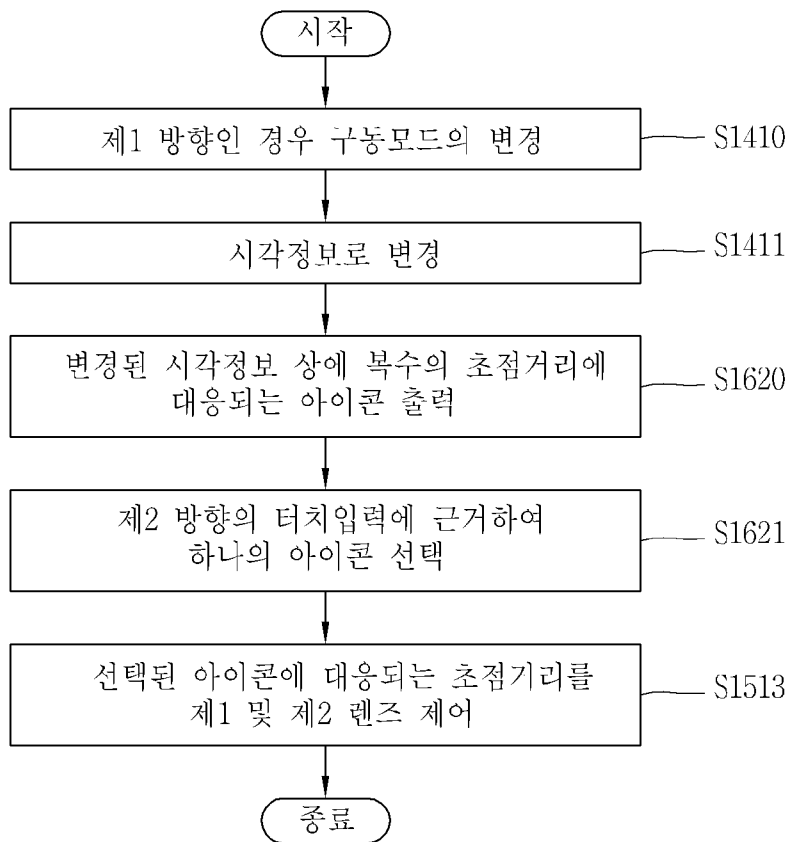 시작
제1 방향인 경우 구동모드의 변경
S1410
시각정보로 변경
S1411
변경된 시각정보 상에 복수의 초점거리에
대응되는 아이콘 출력
S1620
제2 방향의 터치입력에 근거하여
하나의 아이콘 선택
S1621
선택된 아이콘에 대응되는 초점거리를
제1 및 제2 렌즈 제어
S1513
종료